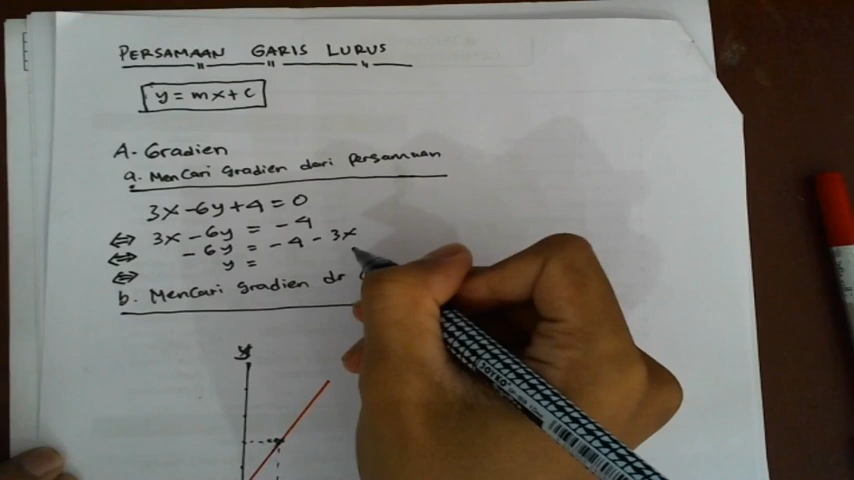 PERSAMAAN GARIS LURUS
y = mx + c
A. Gradien
a. Mencari gradien dari persamaan
3x - 6y + 4 = 0
⇔ 3x - 6y = - 4
⇔ - 6y = - 4 - 3x
⇔ y =
b. Mencari gradien dr
y